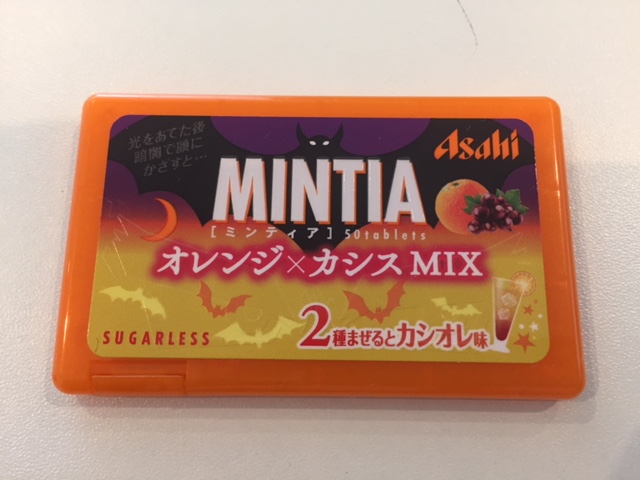 光をあてた後
暗闇で顔に
かざすと…
Asahi
MINTIA
[ミンティア] 50tablets
オレンジ×カシスMIX
SUGARLESS
2種まぜるとカシオレ味